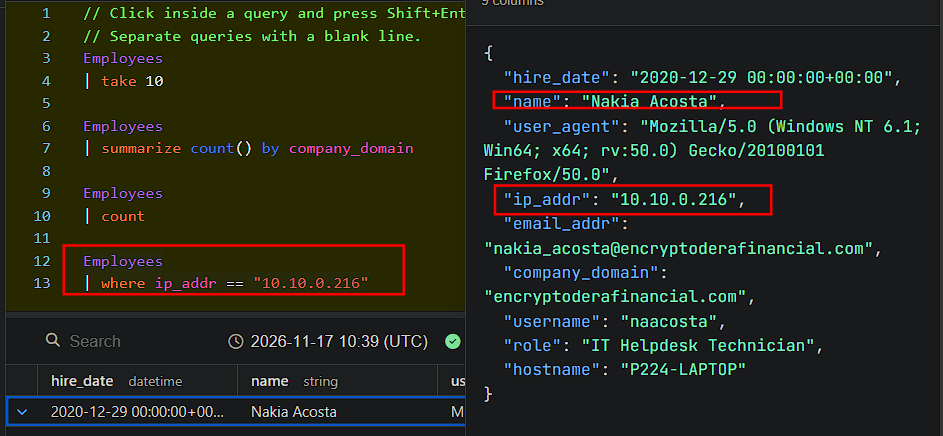 1 // Click inside a query and press Shift+Ent
2 // Separate queries with a blank line.
3 Employees
4 | take 10
5
6 Employees
7 | summarize count() by company_domain
8
9 Employees
10 | count
11
12 Employees
13 | where ip_addr == "10.10.0.216"
Search 2026-11-17 10:39 (UTC)
hire_date datetime name string us
2020-12-29 00:00:00+00... Nakia Acosta M
9 columns
{
"hire_date": "2020-12-29 00:00:00+00:00",
"name": "Nakia Acosta",
"user_agent": "Mozilla/5.0 (Windows NT 6.1;
Win64; x64; rv:50.0) Gecko/20100101
Firefox/50.0",
"ip_addr": "10.10.0.216",
"email_addr":
"nakia_acosta@encryptoderafinancial.com",
"company_domain":
"encryptoderafinancial.com",
"username": "naacosta",
"role": "IT Helpdesk Technician",
"hostname": "P224-LAPTOP"
}